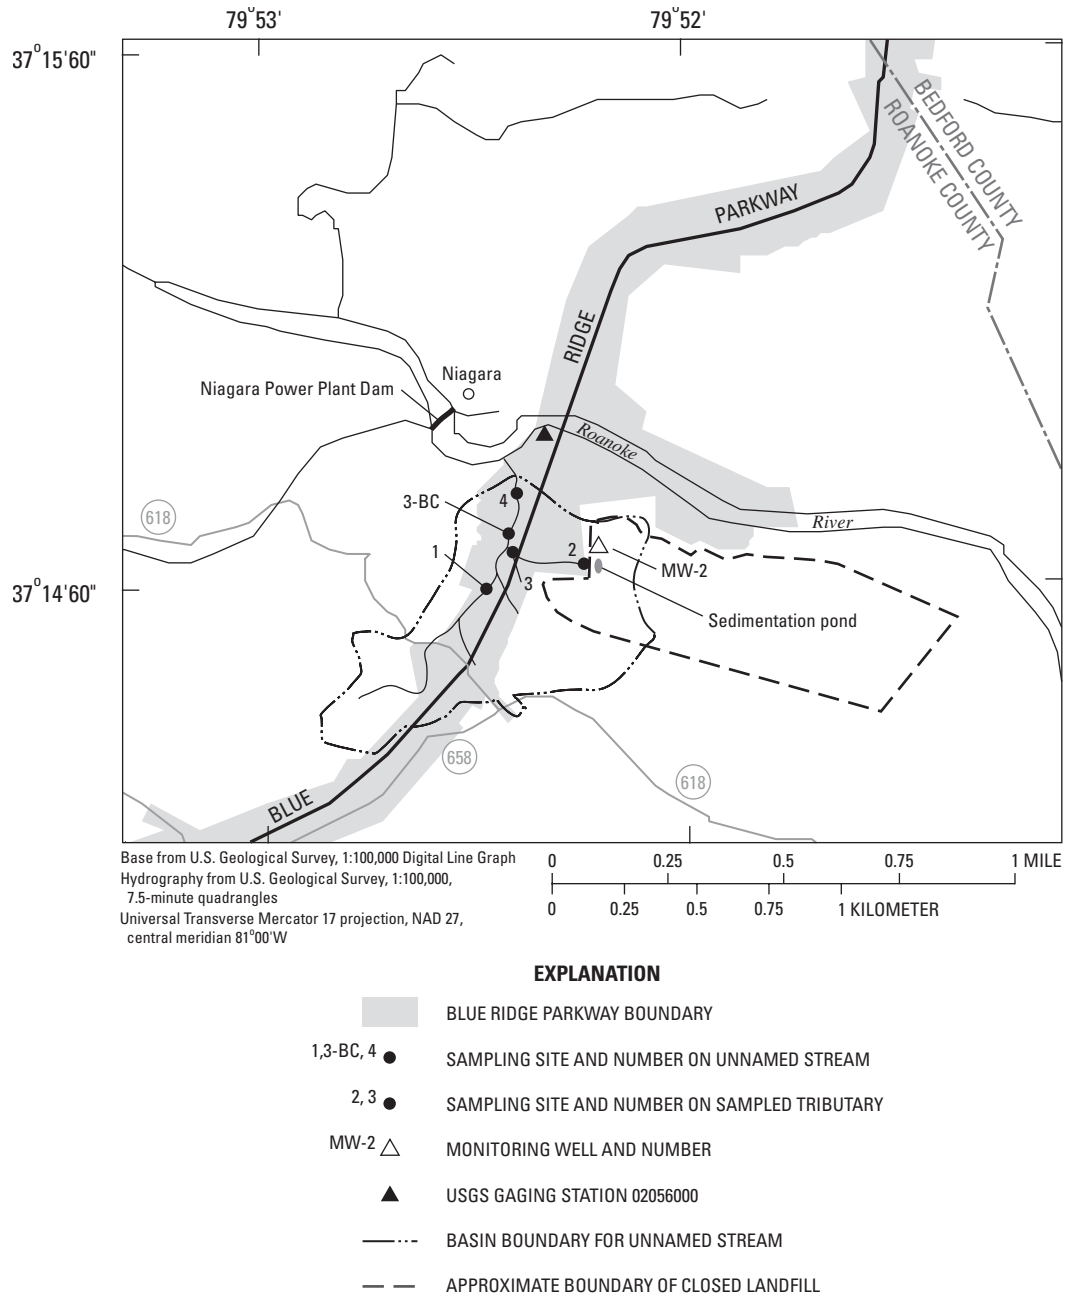 79°53'
79°52'
37°15'60"
BEDFORD COUNTY
ROANOKE COUNTY
PARKWAY
RIDGE
Niagara
Niagara Power Plant Dam
Roanoke
3-BC
4
618
River
1
2
3
MW-2
37°14'60"
Sedimentation pond
658
618
BLUE
Base from U.S. Geological Survey, 1:100,000 Digital Line Graph
Hydrography from U.S. Geological Survey, 1:100,000,
7.5-minute quadrangles
Universal Transverse Mercator 17 projection, NAD 27,
central meridian 81°00'W
0 0.25 0.5 0.75 1 MILE
0 0.25 0.5 0.75 1 KILOMETER
EXPLANATION
BLUE RIDGE PARKWAY BOUNDARY
1,3-BC, 4 SAMPLING SITE AND NUMBER ON UNNAMED STREAM
2, 3 SAMPLING SITE AND NUMBER ON SAMPLED TRIBUTARY
MW-2 MONITORING WELL AND NUMBER
USGS GAGING STATION 02056000
BASIN BOUNDARY FOR UNNAMED STREAM
APPROXIMATE BOUNDARY OF CLOSED LANDFILL